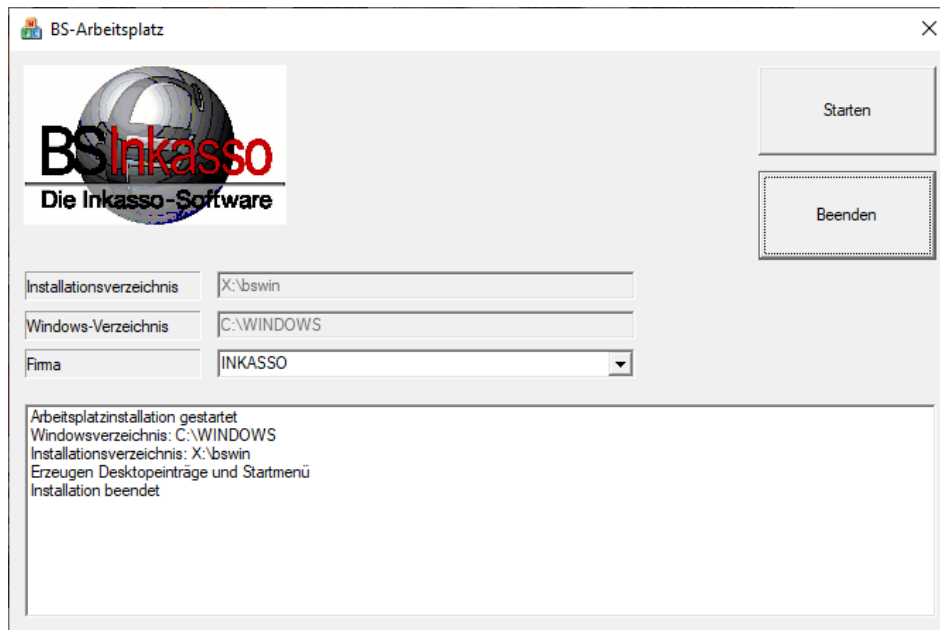 BS-Arbeitsplatz
BSInkasso
Die Inkasso-Software
Starten
Beenden
Installationsverzeichnis
X:\bswin
Windows-Verzeichnis
C:\WINDOWS
Firma
INKASSO
Arbeitsplatzinstallation gestartet
Windowsverzeichnis: C:\WINDOWS
Installationsverzeichnis: X:\bswin
Erzeugen Desktopeinträge und Startmenü
Installation beendet